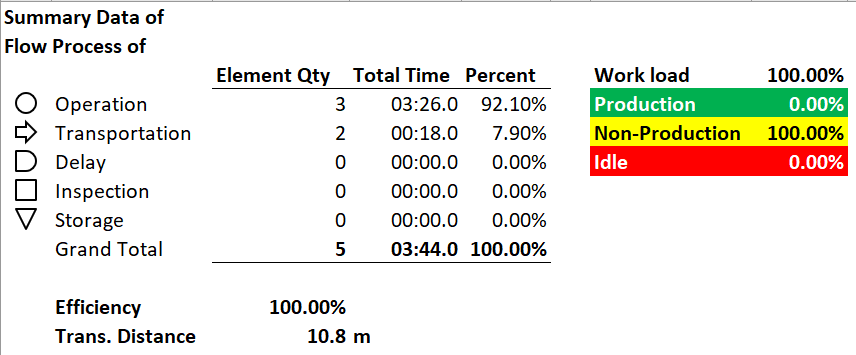 Summary Data of
Flow Process of
Element Qty Total Time Percent Work load 100.00%
Operation 3 03:26.0 92.10% Production 0.00%
Transportation 2 00:18.0 7.90% Non-Production 100.00%
Delay 0 00:00.0 0.00% Idle 0.00%
Inspection 0 00:00.0 0.00%
Storage 0 00:00.0 0.00%
Grand Total 5 03:44.0 100.00%
Efficiency 100.00%
Trans. Distance 10.8 m